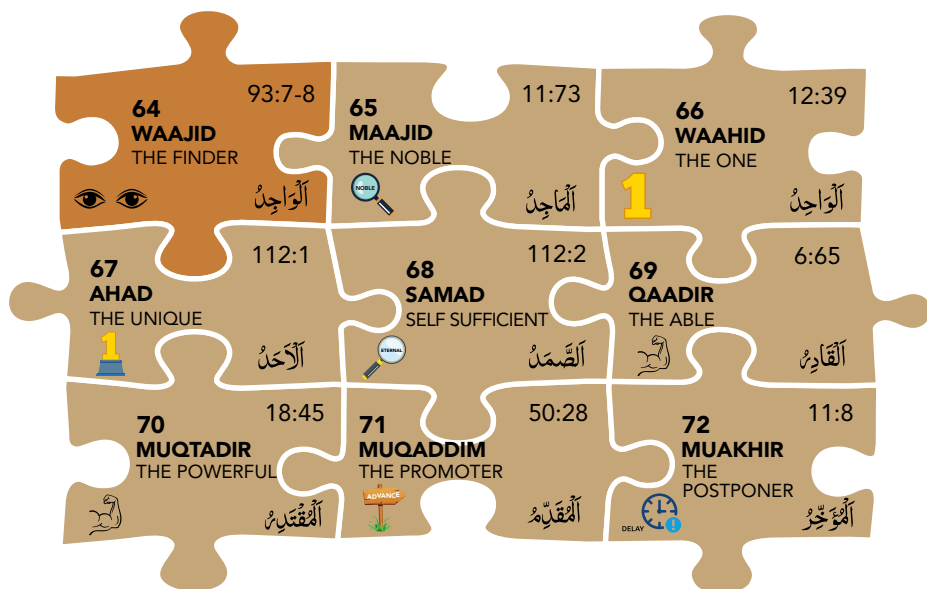 93:7-8
64
WAAJID
THE FINDER
اَلْوَاجِدُ
11:73
65
MAAJID
THE NOBLE
NOBLE
اَلْمَاجِدُ
12:39
66
WAAHID
THE ONE
1
اَلْوَاحِدُ
112:1
67
AHAD
THE UNIQUE
1
اَلْاَحَدُ
112:2
68
SAMAD
SELF SUFFICIENT
ETERNAL
اَلصَّمَدُ
6:65
69
QAADIR
THE ABLE
اَلْقَادِرُ
18:45
70
MUQTADIR
THE POWERFUL
اَلْمُقْتَدِرُ
50:28
71
MUQADDIM
THE PROMOTER
ADVANCE
اَلْمُقَدِّمُ
11:8
72
MUAKHIR
THE
POSTPONER
DELAY
!
اَلْمُؤَخِّرُ